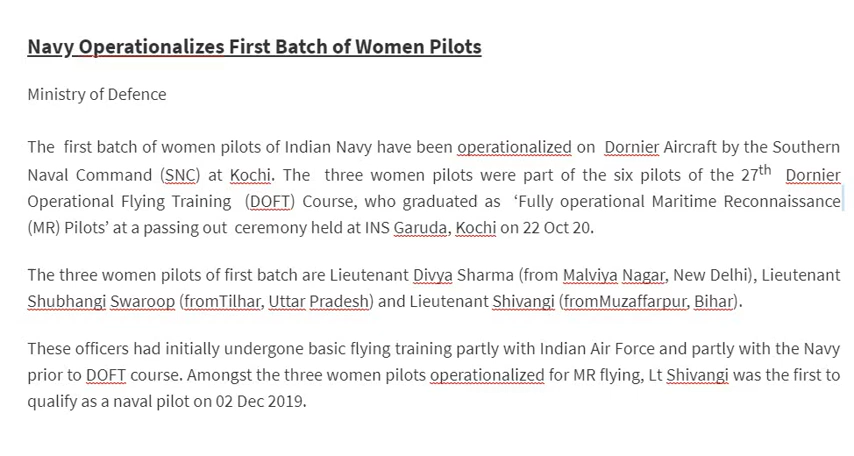 Navy Operationalizes First Batch of Women Pilots
Ministry of Defence
The first batch of women pilots of Indian Navy have been operationalized on Dornier Aircraft by the Southern
Naval Command (SNC) at Kochi. The three women pilots were part of the six pilots of the 27th Dornier
Operational Flying Training (DOFT) Course, who graduated as ‘Fully operational Maritime Reconnaissance
(MR) Pilots’ at a passing out ceremony held at INS Garuda, Kochi on 22 Oct 20.
The three women pilots of first batch are Lieutenant Divya Sharma (from Malviya Nagar, New Delhi), Lieutenant
Shubhangi Swaroop (fromTilhar, Uttar Pradesh) and Lieutenant Shivangi (fromMuzaffarpur, Bihar).
These officers had initially undergone basic flying training partly with Indian Air Force and partly with the Navy
prior to DOFT course. Amongst the three women pilots operationalized for MR flying, Lt Shivangi was the first to
qualify as a naval pilot on 02 Dec 2019.